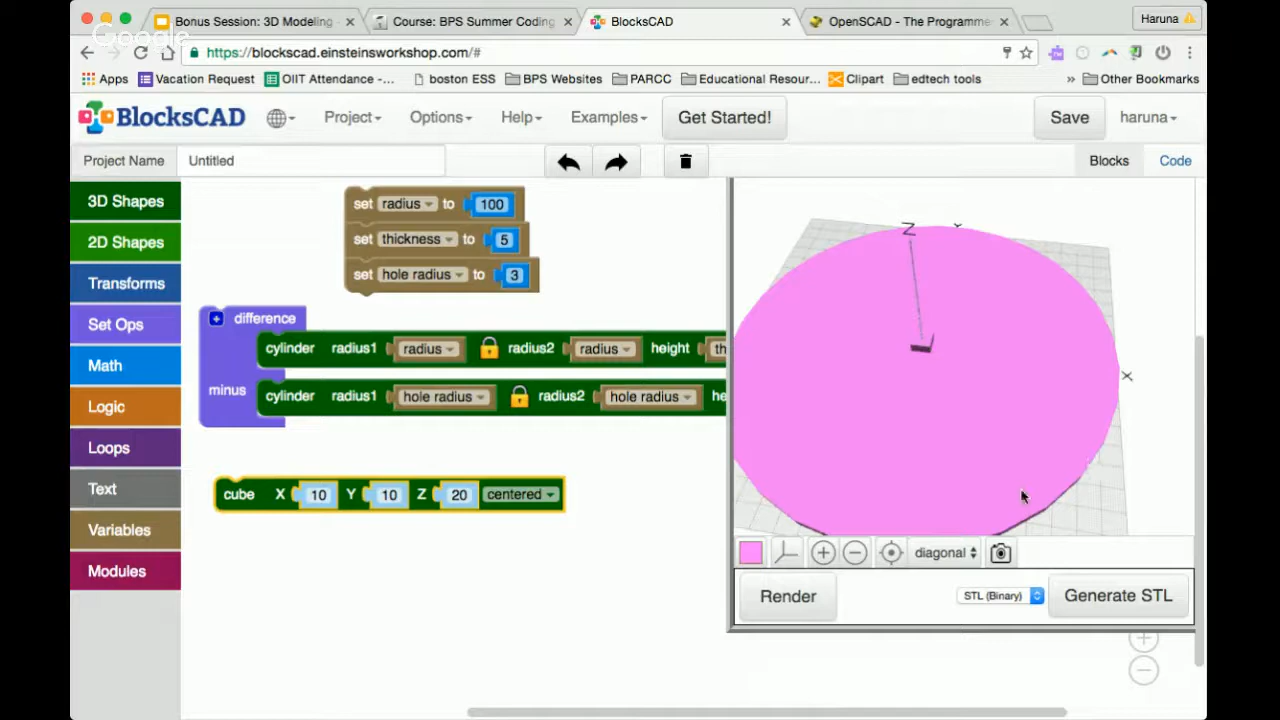 Bonus Session: 3D Modeling
Course: BPS Summer Coding
BlocksCAD
OpenSCAD - The Programme
Haruna
Google
https://blockscad.einsteinsworkshop.com/#
Apps
Vacation Request
OIIT Attendance -...
boston ESS
BPS Websites
PARCC
Educational Resour...
Clipart
edtech tools
»
Other Bookmarks
BlocksCAD
Project
Options
Help
Examples
Get Started!
Save
haruna
Project Name
Untitled
Blocks
Code
3D Shapes
2D Shapes
Transforms
Set Ops
Math
Logic
Loops
Text
Variables
Modules
set radius to 100
set thickness to 5
set hole radius to 3
+ difference
cylinder radius1 radius radius2 radius height th
minus
cylinder radius1 hole radius radius2 hole radius he
cube X 10 Y 10 Z 20 centered
Z
X
diagonal
Render
STL (Binary)
Generate STL